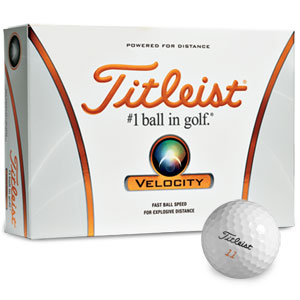 POWERED FOR DISTANCE
Titleist®
#1 ball in golf.®
VELOCITY
FAST BALL SPEED
FOR EXPLOSIVE DISTANCE
Titleist